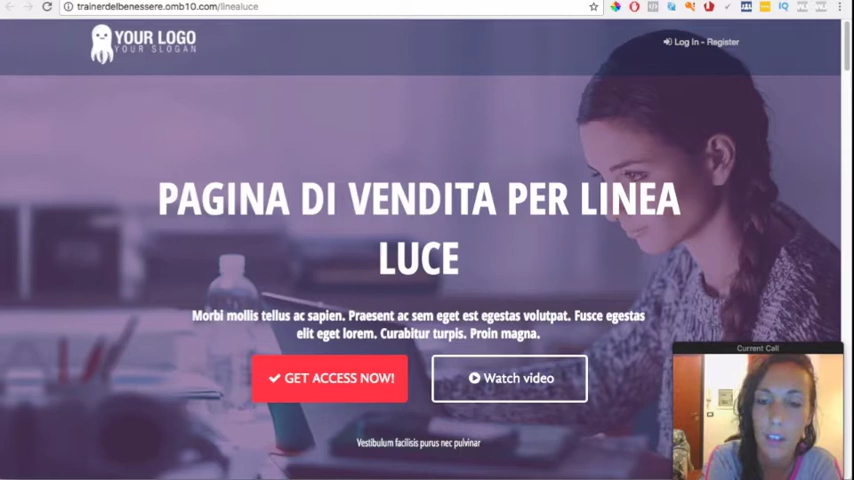 trainerdelbenessere.omb10.com/linealuce
YOUR LOGO
YOUR SLOGAN
Log In - Register
PAGINA DI VENDITA PER LINEA
LUCE
Morbi mollis tellus ac sapien. Praesent ac sem eget est egestas volutpat. Fusce egestas
elit eget lorem. Curabitur turpis. Proin magna.
GET ACCESS NOW!
Watch video
Vestibulum facilisis purus nec pulvinar
Current Call